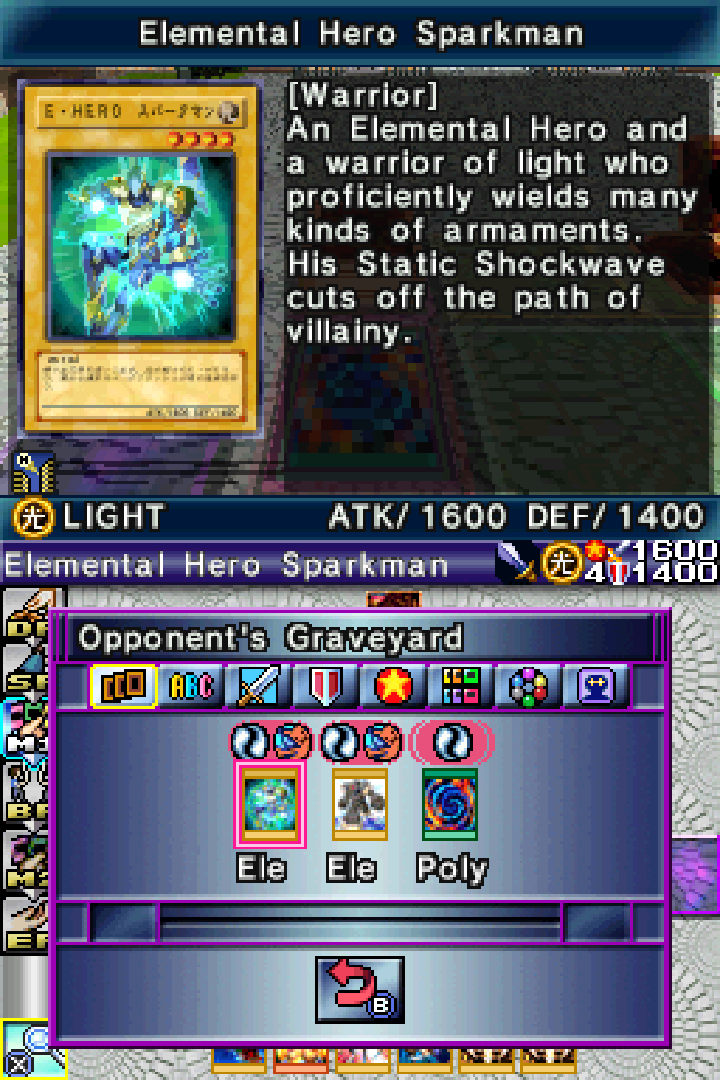 Elemental Hero Sparkman
E・HERO スパークマン
[Warrior]
An Elemental Hero and
a warrior of light who
proficiently wields many
kinds of armaments.
His Static Shockwave
cuts off the path of
villainy.
光 LIGHT ATK/ 1600 DEF/ 1400
Elemental Hero Sparkman 光 4 1600
1400
Opponent's Graveyard
ABC
Ele Ele Poly
B
X